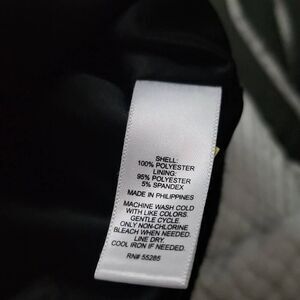 SHELL:
100% POLYESTER
LINING:
95% POLYESTER
5% SPANDEX
MADE IN PHILIPPINES
MACHINE WASH COLD
WITH LIKE COLORS.
GENTLE CYCLE.
ONLY NON-CHLORINE
BLEACH WHEN NEEDED.
LINE DRY.
COOL IRON IF NEEDED.
RN# 55285